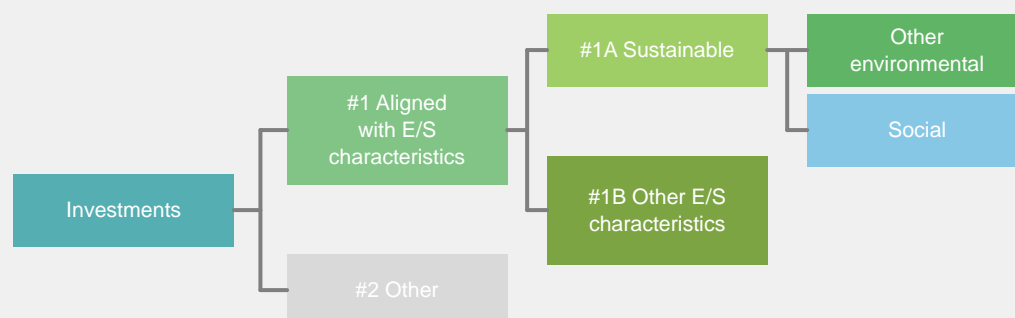 Investments
#1 Aligned
with E/S
characteristics
#2 Other
#1A Sustainable
#1B Other E/S
characteristics
Other
environmental
Social